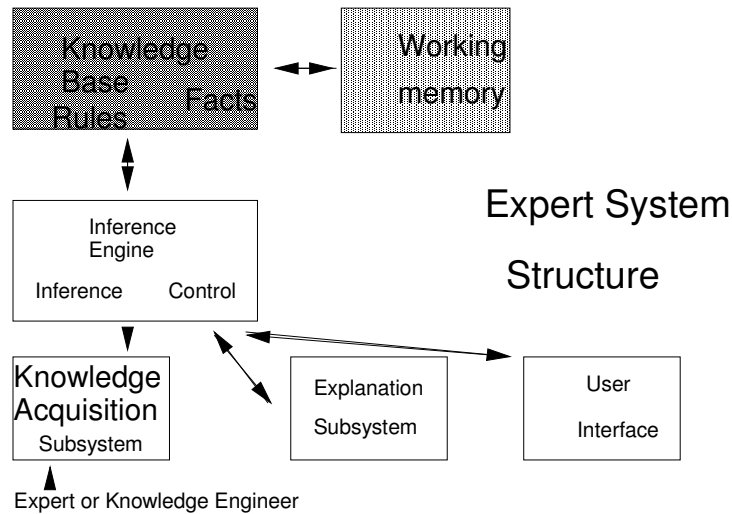 Knowledge
Base
Facts
Rules
Working
memory
Expert System
Structure
Inference
Engine
Inference Control
Knowledge
Acquisition
Subsystem
Explanation
Subsystem
User
Interface
Expert or Knowledge Engineer